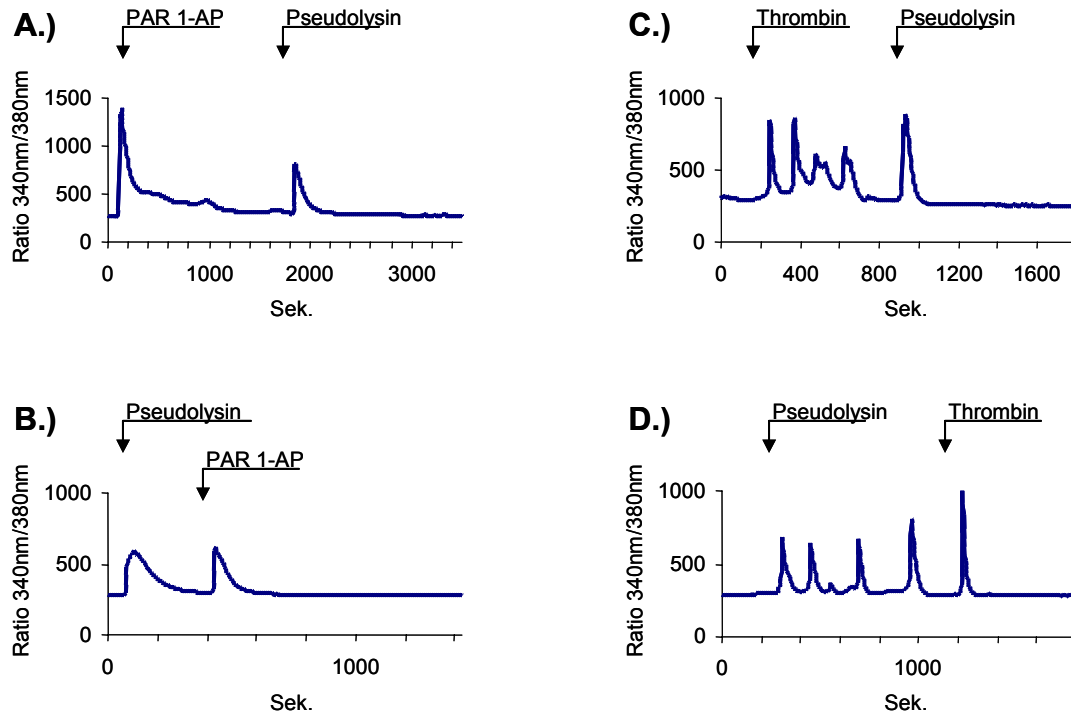 A.)
PAR 1-AP
Pseudolysin
Ratio 340nm/380nm
1500
1000
500
0
0 1000 2000 3000
Sek.
C.)
Thrombin
Pseudolysin
Ratio 340nm/380nm
1000
500
0
0 400 800 1200 1600
Sek.
B.)
Pseudolysin
PAR 1-AP
Ratio 340nm/380nm
1000
500
0
0 1000
Sek.
D.)
Pseudolysin
Thrombin
Ratio 340nm/380nm
1000
500
0
0 1000
Sek.